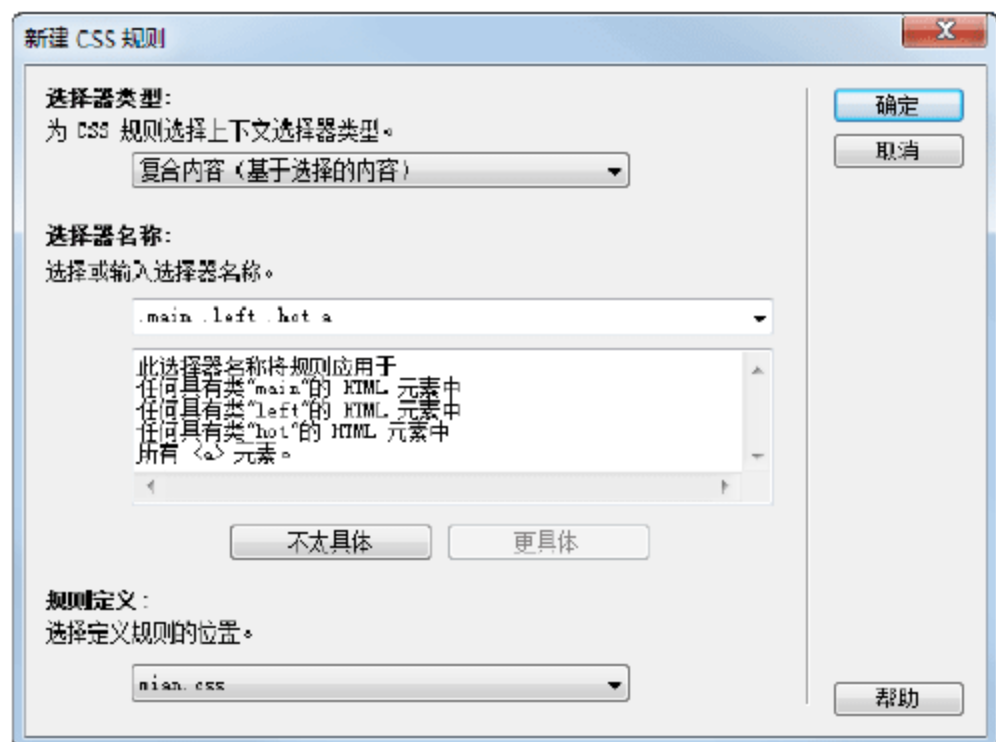 新建 CSS 规则
X
选择器类型:
确定
为 CSS 规则选择上下文选择器类型。
取消
复合内容（基于选择的内容）
选择器名称:
选择或输入选择器名称。
.main .left .hot a
此选择器名称将规则应用于
任何具有类“main”的 HTML 元素中
任何具有类“left”的 HTML 元素中
任何具有类“hot”的 HTML 元素中
所有 <a> 元素。
不太具体
更具体
规则定义:
选择定义规则的位置。
mian.css
帮助